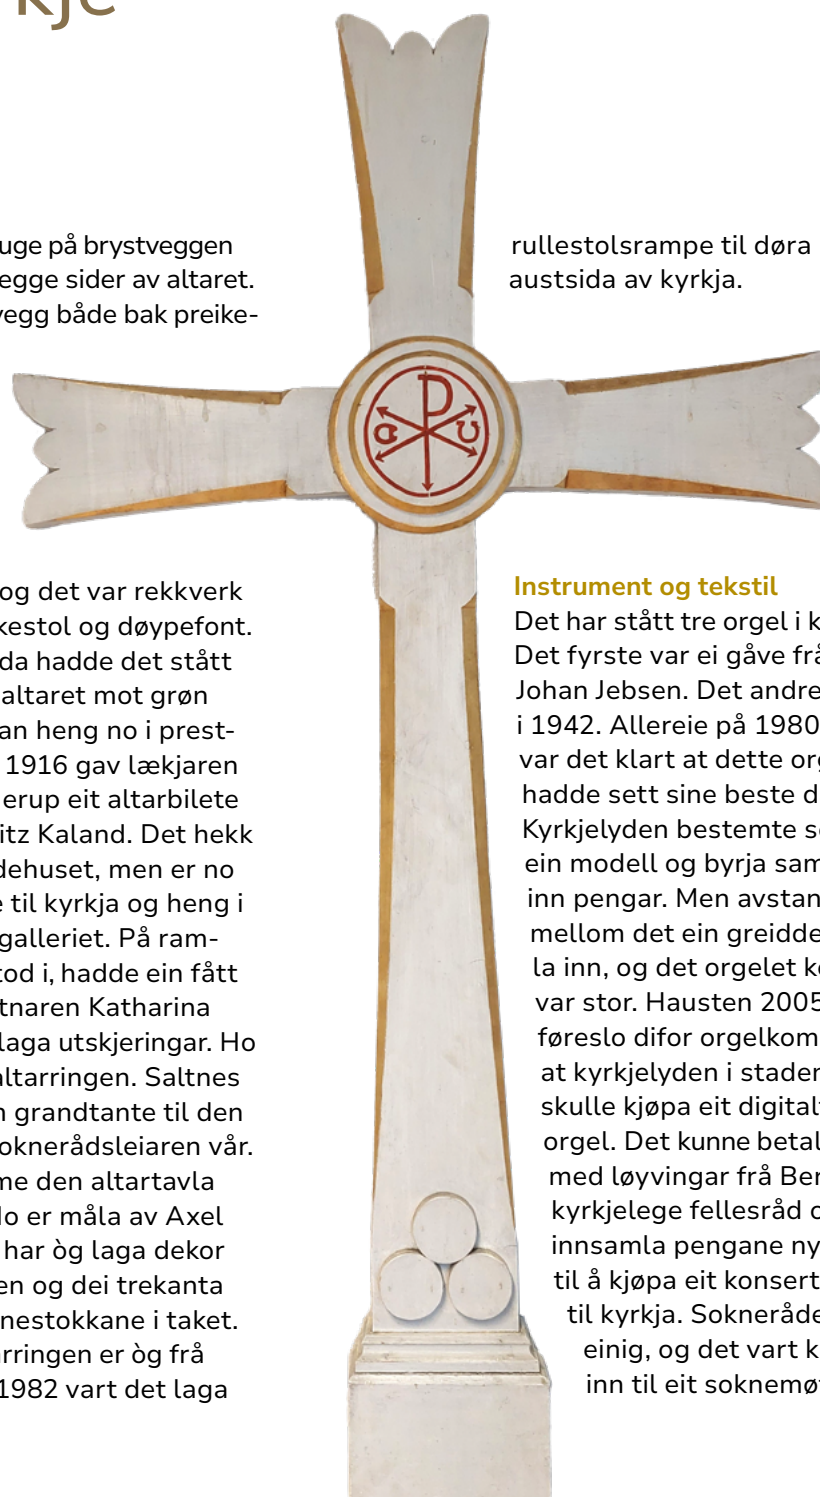 rkje
uge på brystveggen
egge sider av altaret.
vegg både bak preike-
og det var rekkverk
kestol og døypefont.
da hadde det stått
altaret mot grøn
an heng no i prest-
1916 gav lækjaren
erup eit altarbilete
itz Kaland. Det hekk
dehuset, men er no
e til kyrkja og heng i
galleriet. På ram-
tod i, hadde ein fått
tnaren Katharina
laga utskjeringar. Ho
altarringen. Saltnes
n grandtante til den
oknerådsleiaren vår.
me den altartavla
Ho er måla av Axel
har òg laga dekor
en og dei trekanta
nestokkane i taket.
arringen er òg frå
1982 vart det laga
rullestolsrampe til døra
austsida av kyrkja.
Instrument og tekstil
Det har stått tre orgel i k
Det fyrste var ei gåve frå
Johan Jebsen. Det andre
i 1942. Allereie på 1980
var det klart at dette org
hadde sett sine beste d
Kyrkjelyden bestemte se
ein modell og byrja sam
inn pengar. Men avstan
mellom det ein greidde
la inn, og det orgelet ko
var stor. Hausten 2005
føreslo difor orgelkom
at kyrkjelyden i staden
skulle kjøpa eit digitalt
orgel. Det kunne betal
med løyvingar frå Ber
kyrkjelege fellesråd o
innsamla pengane ny
til å kjøpa eit konsert
til kyrkja. Sokneråde
einig, og det vart k
inn til eit soknemøt